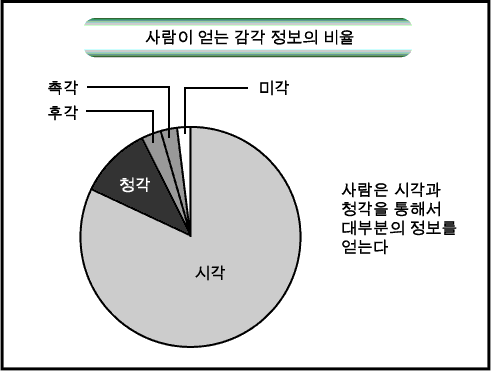 사람이 얻는 감각 정보의 비율
촉각
미각
후각
청각
시각
사람은 시각과
청각을 통해서
대부분의 정보를
얻는다